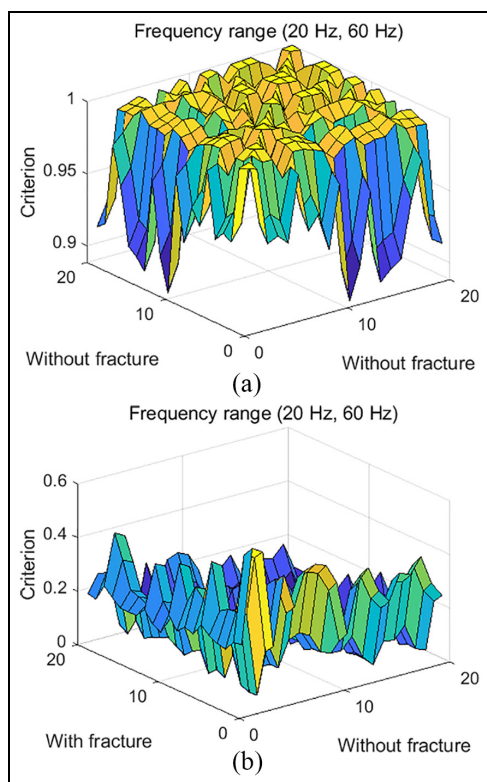 Frequency range (20 Hz, 60 Hz)
1
0.95
0.9
Criterion
20
10
0
0
10
20
Without fracture
Without fracture
(a)
Frequency range (20 Hz, 60 Hz)
0.6
0.4
0.2
0
Criterion
20
10
0
0
10
20
With fracture
Without fracture
(b)